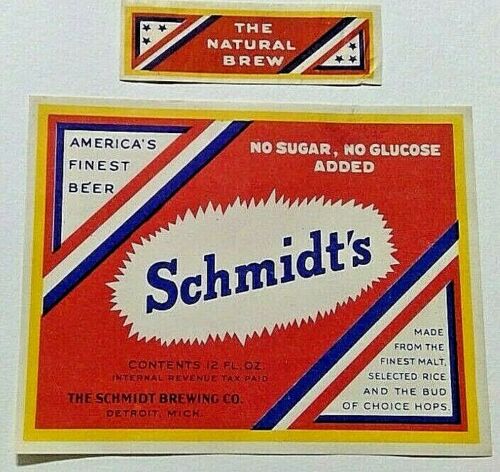 THE
NATURAL
BREW
AMERICA'S
FINEST
BEER
NO SUGAR, NO GLUCOSE
ADDED
Schmidt's
CONTENTS 12 FL. OZ.
INTERNAL REVENUE TAX PAID
THE SCHMIDT BREWING CO.
DETROIT, MICH.
MADE
FROM THE
FINEST MALT,
SELECTED RICE
AND THE BUD
OF CHOICE HOPS.